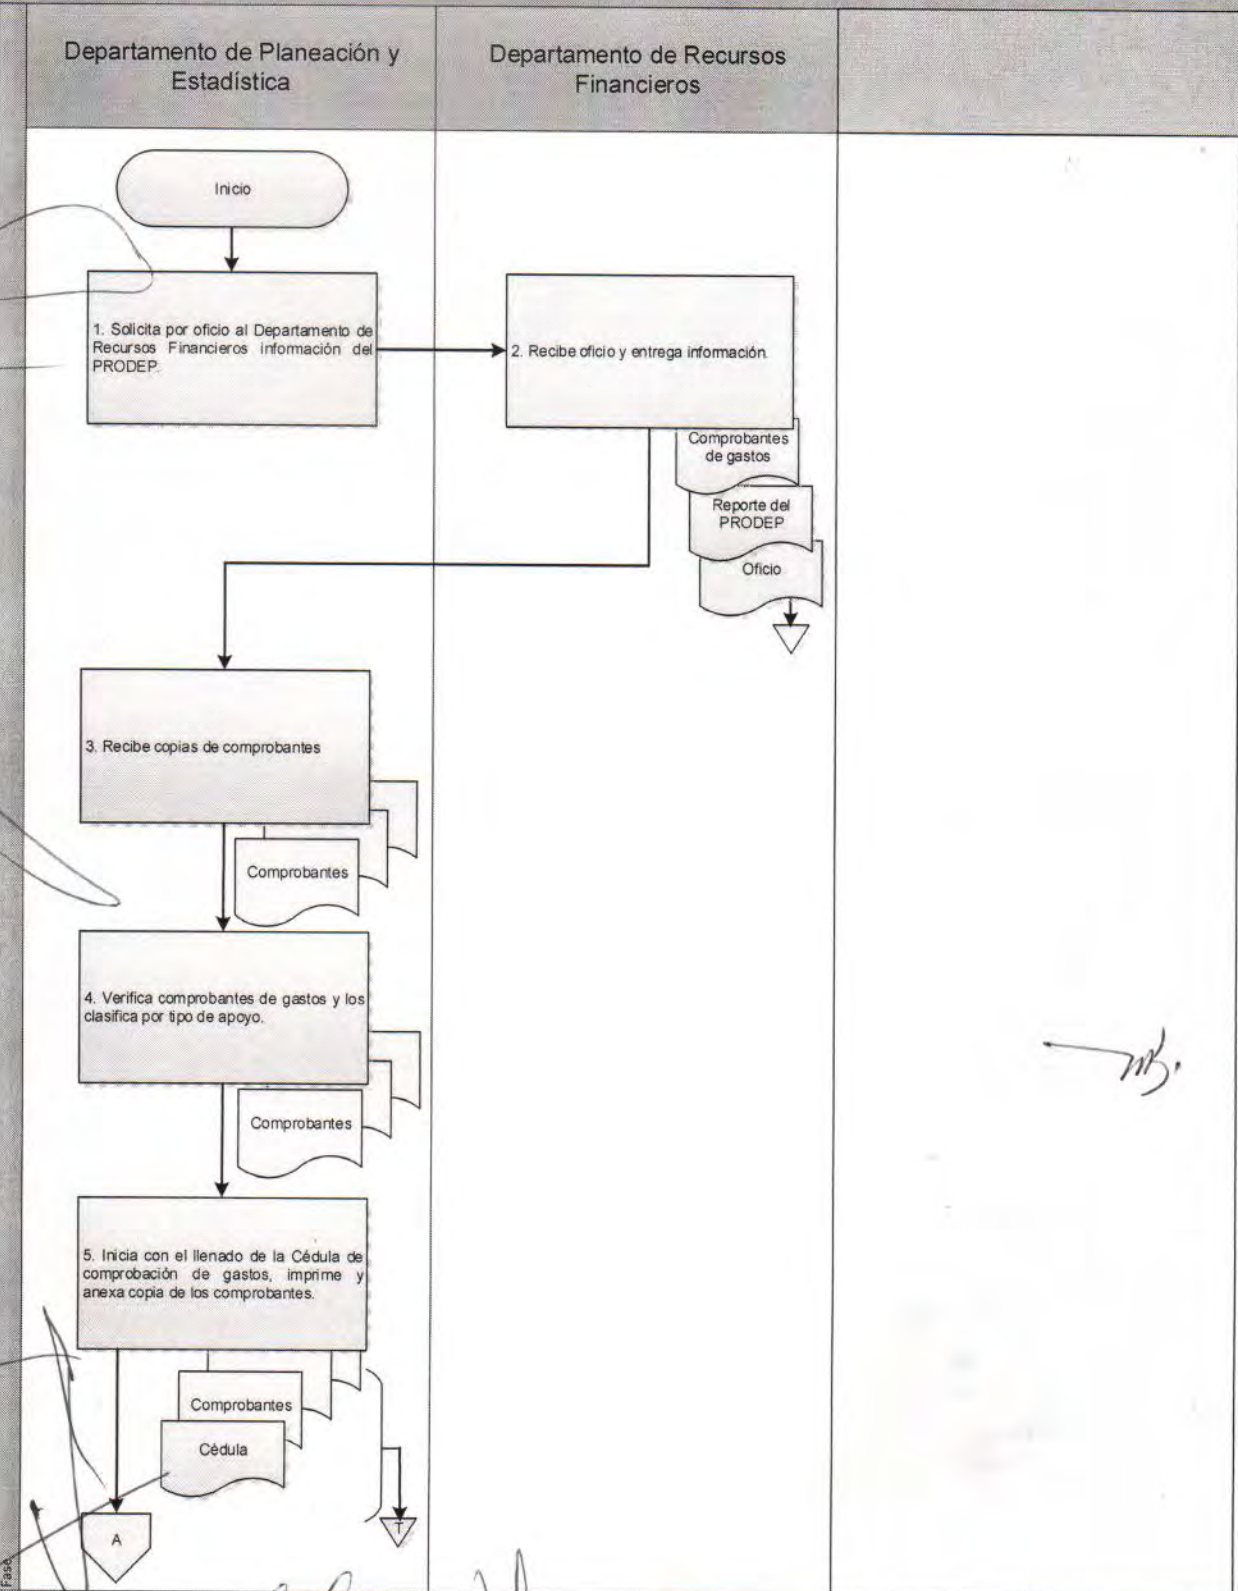 Departamento de Planeación y
Estadística
Departamento de Recursos
Financieros
Inicio
1. Solicita por oficio al Departamento de
Recursos Financieros información del
PRODEP.
2. Recibe oficio y entrega información.
Comprobantes
de gastos
Reporte del
PRODEP
Oficio
3. Recibe copias de comprobantes
Comprobantes
4. Verifica comprobantes de gastos y los
clasifica por tipo de apoyo.
Comprobantes
5. Inicia con el llenado de la Cédula de
comprobación de gastos, imprime y
anexa copia de los comprobantes.
Comprobantes
Cédula
A
T
Fase